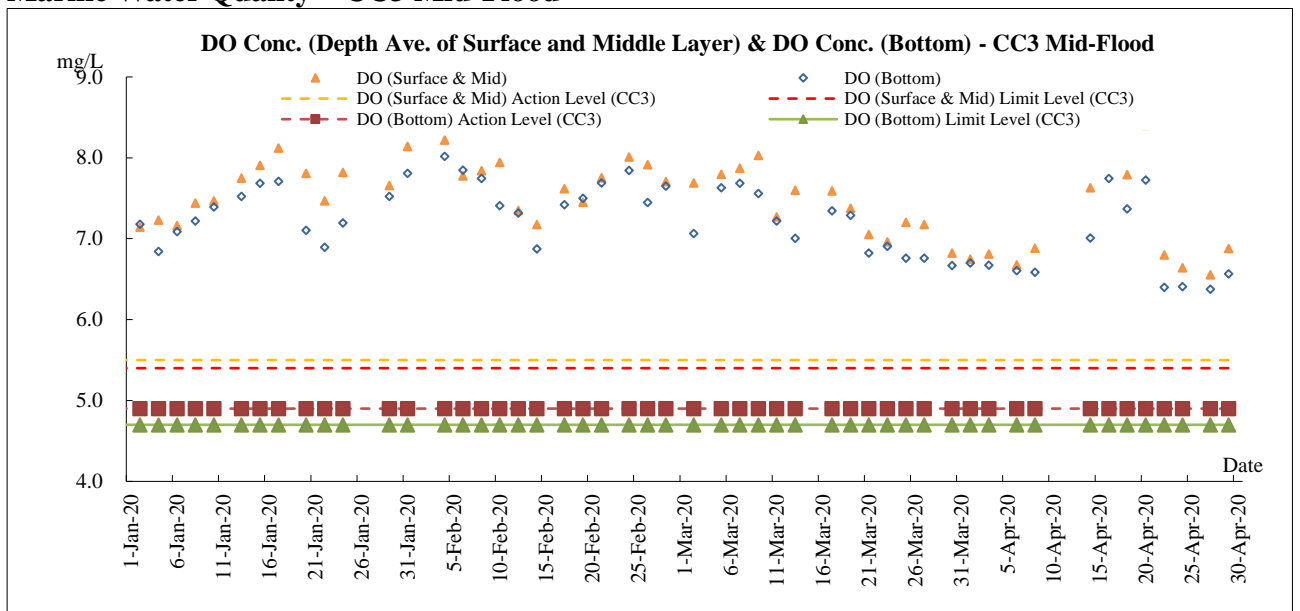 DO Conc. (Depth Ave. of Surface and Middle Layer) & DO Conc. (Bottom) - CC3 Mid-Flood
mg/L
DO (Surface & Mid)
DO (Bottom)
DO (Surface & Mid) Action Level (CC3)
DO (Surface & Mid) Limit Level (CC3)
DO (Bottom) Action Level (CC3)
DO (Bottom) Limit Level (CC3)
9.0
8.0
7.0
6.0
5.0
4.0
Date
1-Jan-20
6-Jan-20
11-Jan-20
16-Jan-20
21-Jan-20
26-Jan-20
31-Jan-20
5-Feb-20
10-Feb-20
15-Feb-20
20-Feb-20
25-Feb-20
1-Mar-20
6-Mar-20
11-Mar-20
16-Mar-20
21-Mar-20
26-Mar-20
31-Mar-20
5-Apr-20
10-Apr-20
15-Apr-20
20-Apr-20
25-Apr-20
30-Apr-20